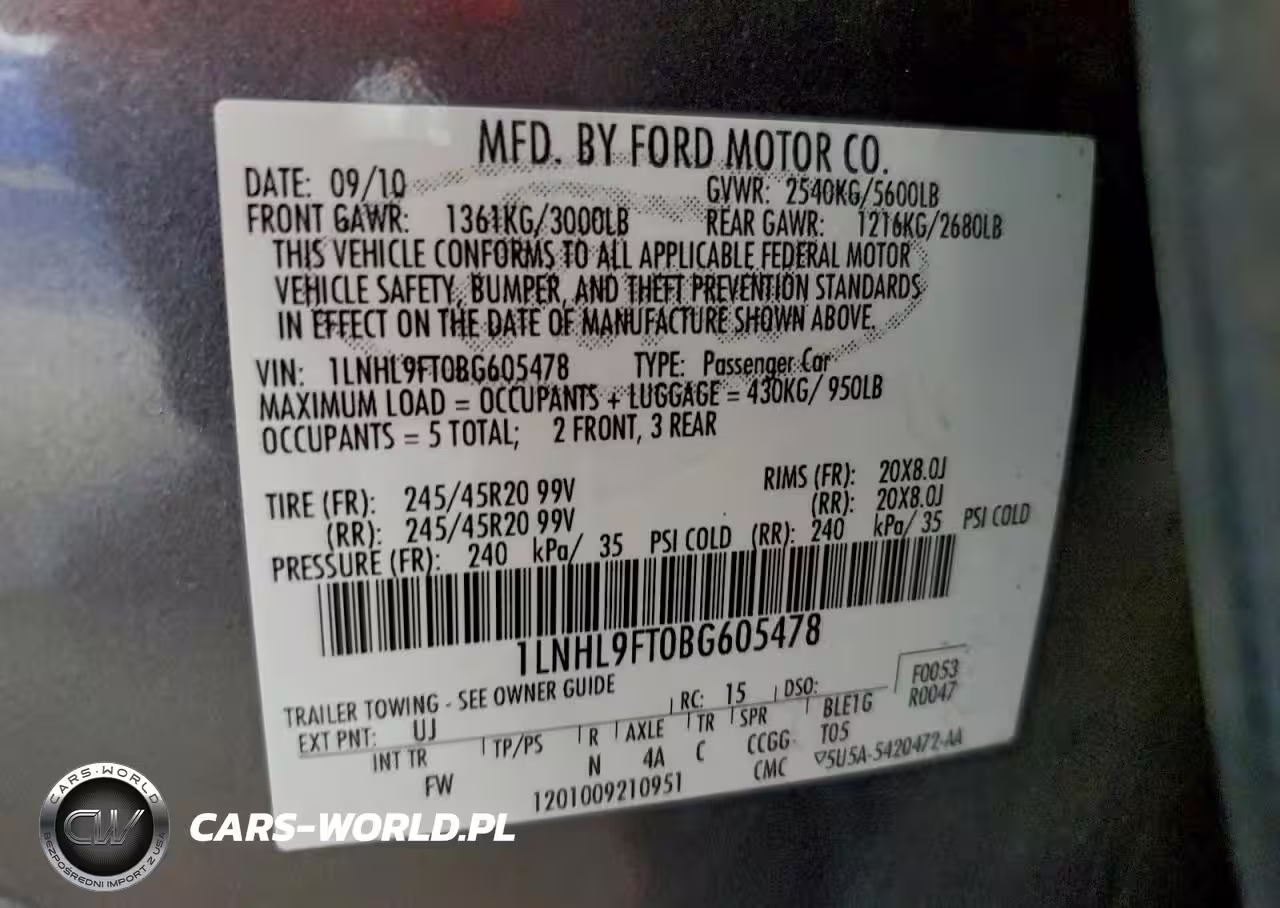 MFD. BY FORD MOTOR CO.
DATE: 09/10 GVWR: 2540KG/5600LB
FRONT GAWR: 1361KG/3000LB REAR GAWR: 1216KG/2680LB
THIS VEHICLE CONFORMS TO ALL APPLICABLE FEDERAL MOTOR
VEHICLE SAFETY, BUMPER, AND THEFT PREVENTION STANDARDS
IN EFFECT ON THE DATE OF MANUFACTURE SHOWN ABOVE.
VIN: 1LNHL9FT0BG605478 TYPE: Passenger Car
MAXIMUM LOAD = OCCUPANTS + LUGGAGE = 430KG/ 950LB
OCCUPANTS = 5 TOTAL; 2 FRONT, 3 REAR
TIRE (FR): 245/45R20 99V RIMS (FR): 20X8.0J
(RR): 245/45R20 99V (RR): 20X8.0J
PRESSURE (FR): 240 kPa/ 35 PSI COLD (RR): 240 kPa/ 35 PSI COLD
1LNHL9FT0BG605478
TRAILER TOWING - SEE OWNER GUIDE
EXT PNT: UJ RC: 15 DSO: F0053
R0047
INT TR TP/PS R AXLE TR SPR BLE1G
FW N 4A C CCGG T05
CMC
1201009210951 ▽5U5A-5420472-AA
CARS-WORLD
CW
BEZPOŚREDNI IMPORT Z USA
CARS-WORLD.PL